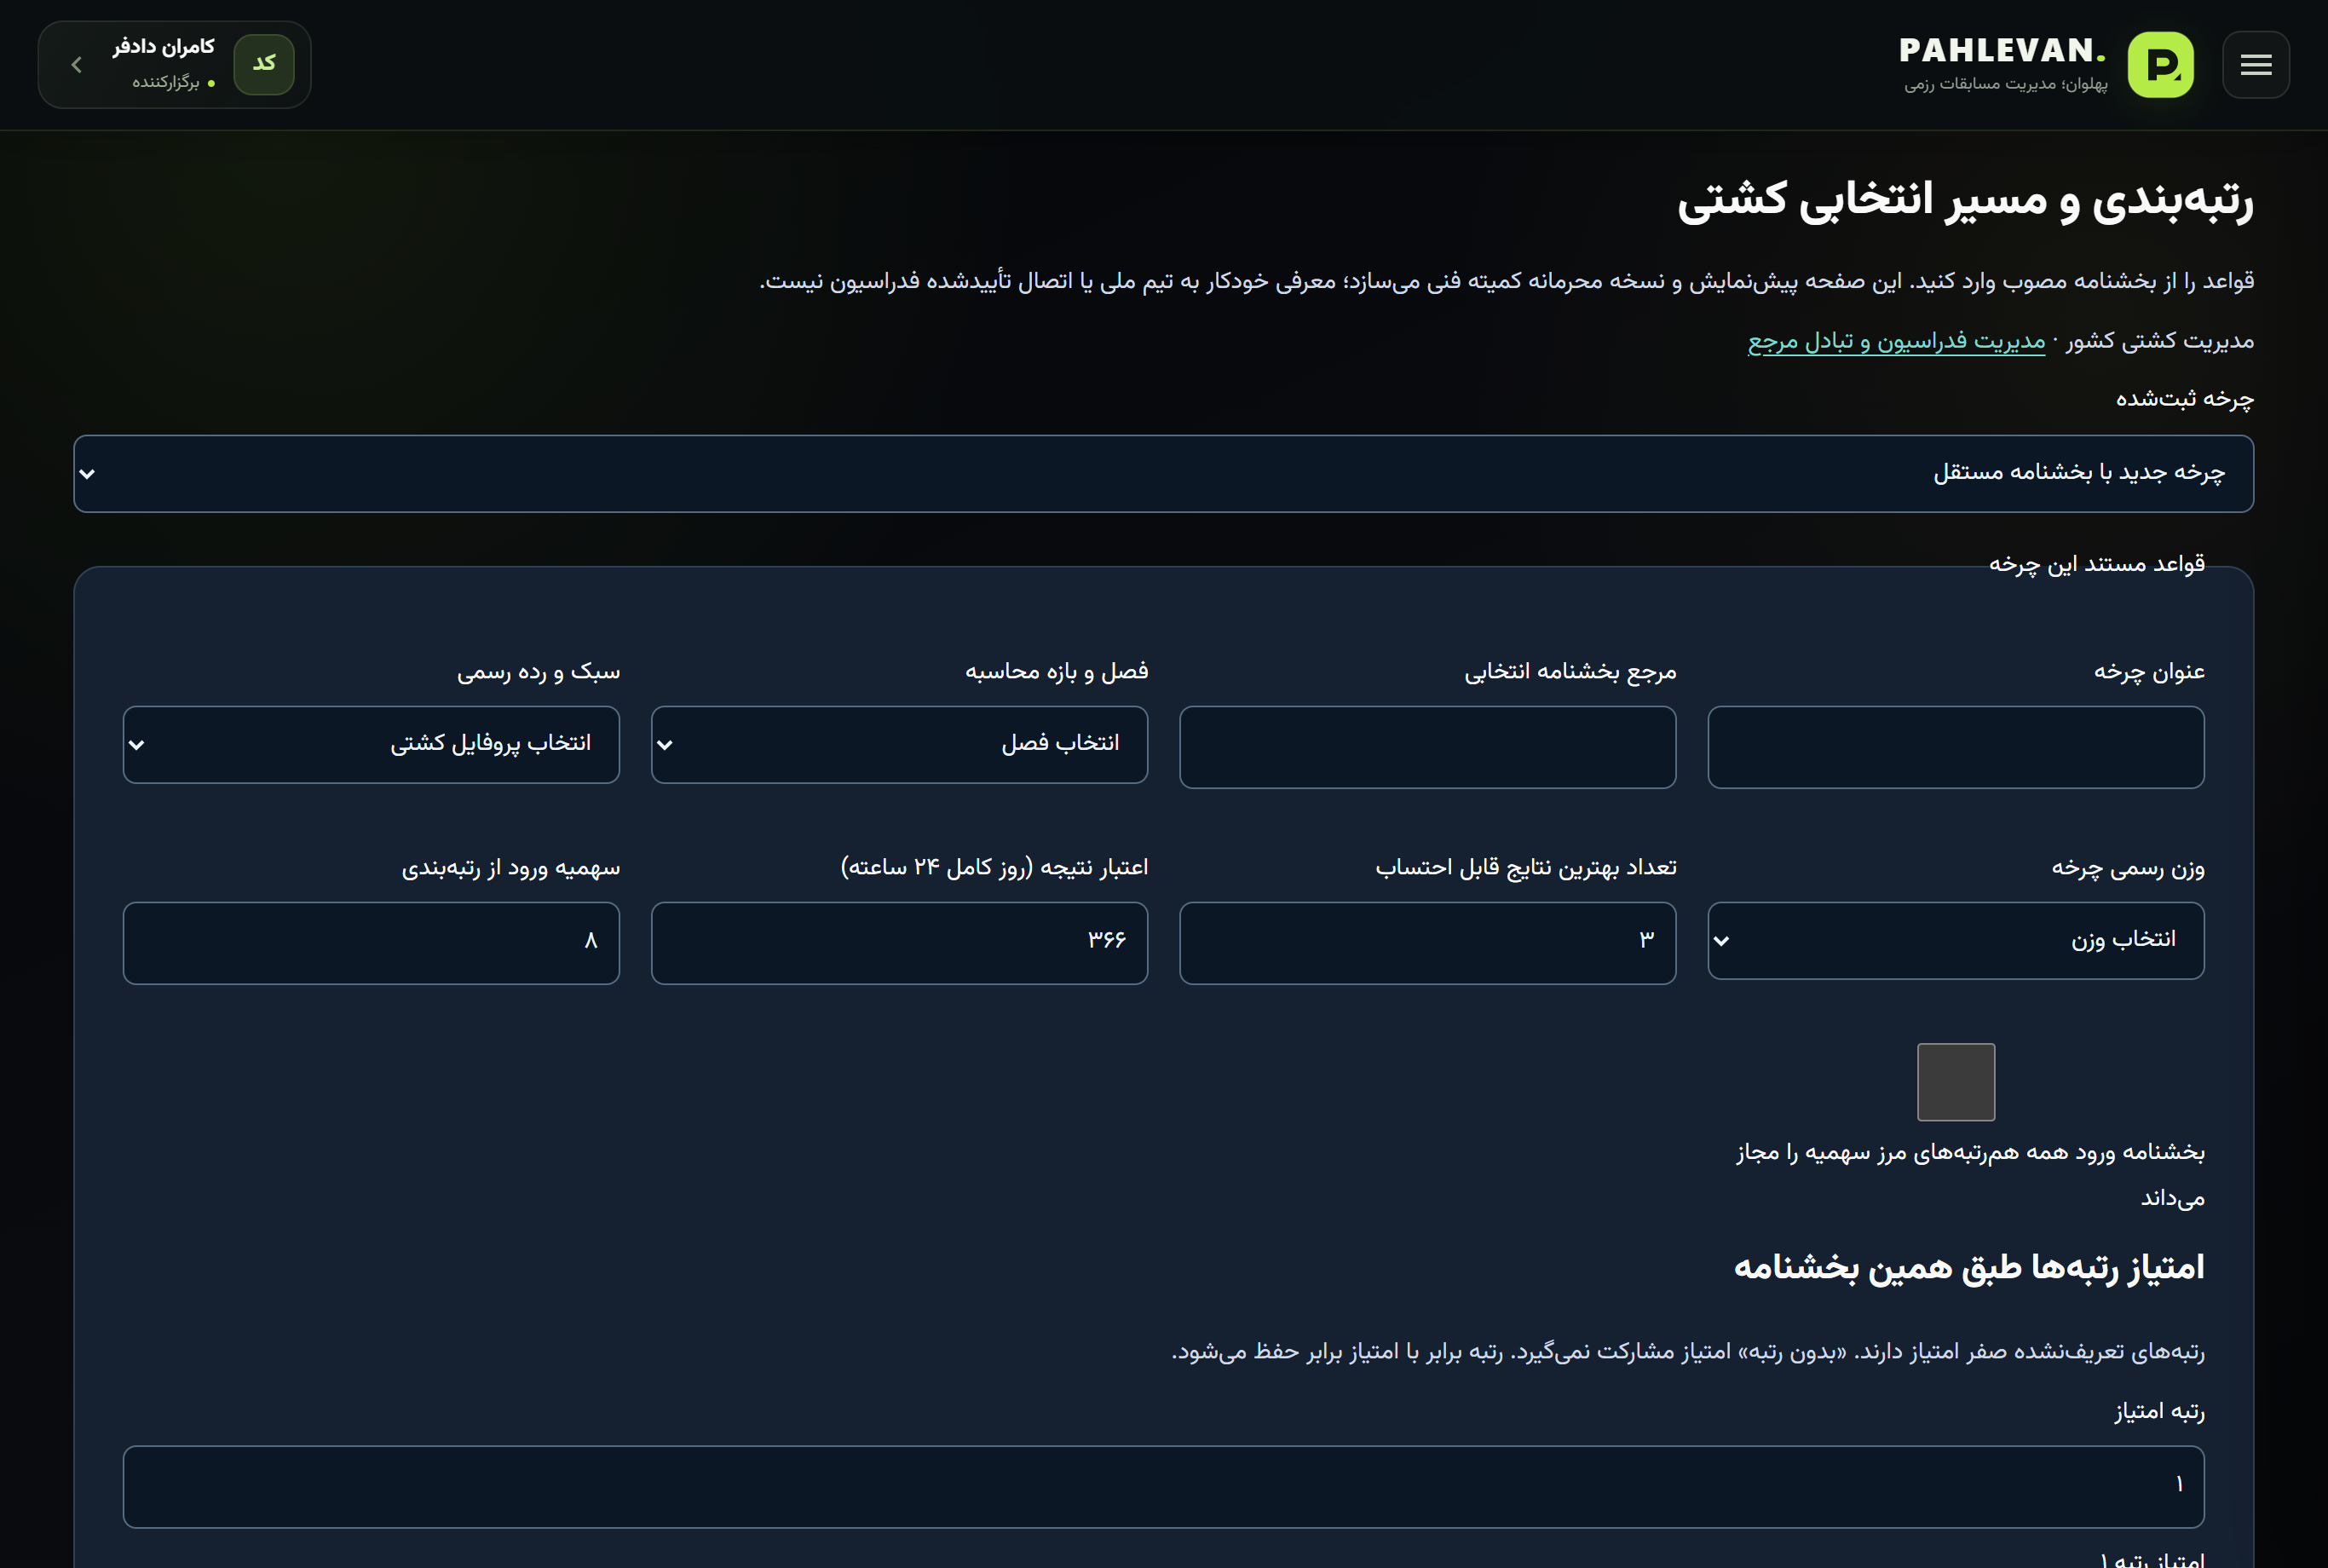 PAHLEVAN.
پهلوان؛ مدیریت مسابقات رزمی
کد
کامران دادفر
برگزارکننده
رتبه‌بندی و مسیر انتخابی کشتی
قواعد را از بخشنامه مصوب وارد کنید. این صفحه پیش‌نمایش و نسخه محرمانه کمیته فنی می‌سازد؛ معرفی خودکار به تیم ملی یا اتصال تأییدشده فدراسیون نیست.
مدیریت کشتی کشور · مدیریت فدراسیون و تبادل مرجع
چرخه ثبت‌شده
چرخه جدید با بخشنامه مستقل
قواعد مستند این چرخه
عنوان چرخه
مرجع بخشنامه انتخابی
فصل و بازه محاسبه
انتخاب فصل
سبک و رده رسمی
انتخاب پروفایل کشتی
وزن رسمی چرخه
انتخاب وزن
تعداد بهترین نتایج قابل احتساب
۳
اعتبار نتیجه (روز کامل ۲۴ ساعته)
۳۶۶
سهمیه ورود از رتبه‌بندی
۸
بخشنامه ورود همه هم‌رتبه‌های مرز سهمیه را مجاز
می‌داند
امتیاز رتبه‌ها طبق همین بخشنامه
رتبه‌های تعریف‌نشده صفر امتیاز دارند. «بدون رتبه» امتیاز مشارکت نمی‌گیرد. رتبه برابر با امتیاز برابر حفظ می‌شود.
رتبه امتیاز
۱
امتیاز رتبه ۱